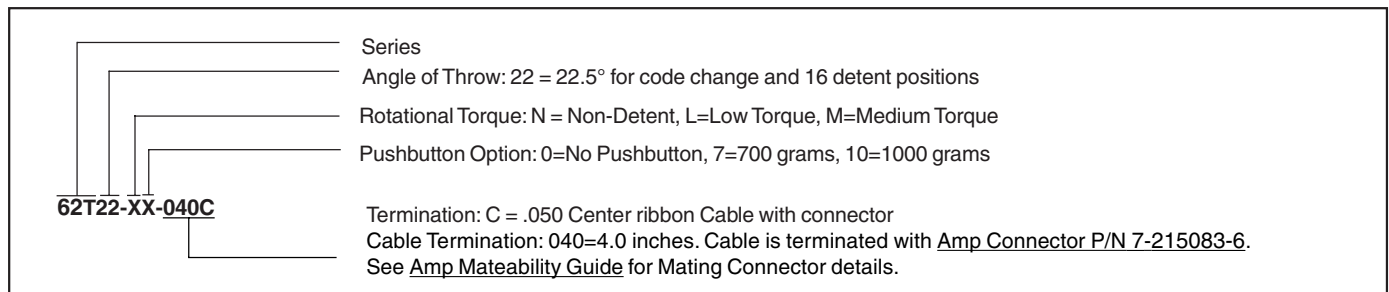 Series
Angle of Throw: 22 = 22.5° for code change and 16 detent positions
Rotational Torque: N = Non-Detent, L=Low Torque, M=Medium Torque
Pushbutton Option: 0=No Pushbutton, 7=700 grams, 10=1000 grams
62T22-XX-040C
Termination: C = .050 Center ribbon Cable with connector
Cable Termination: 040=4.0 inches. Cable is terminated with Amp Connector P/N 7-215083-6.
See Amp Mateability Guide for Mating Connector details.